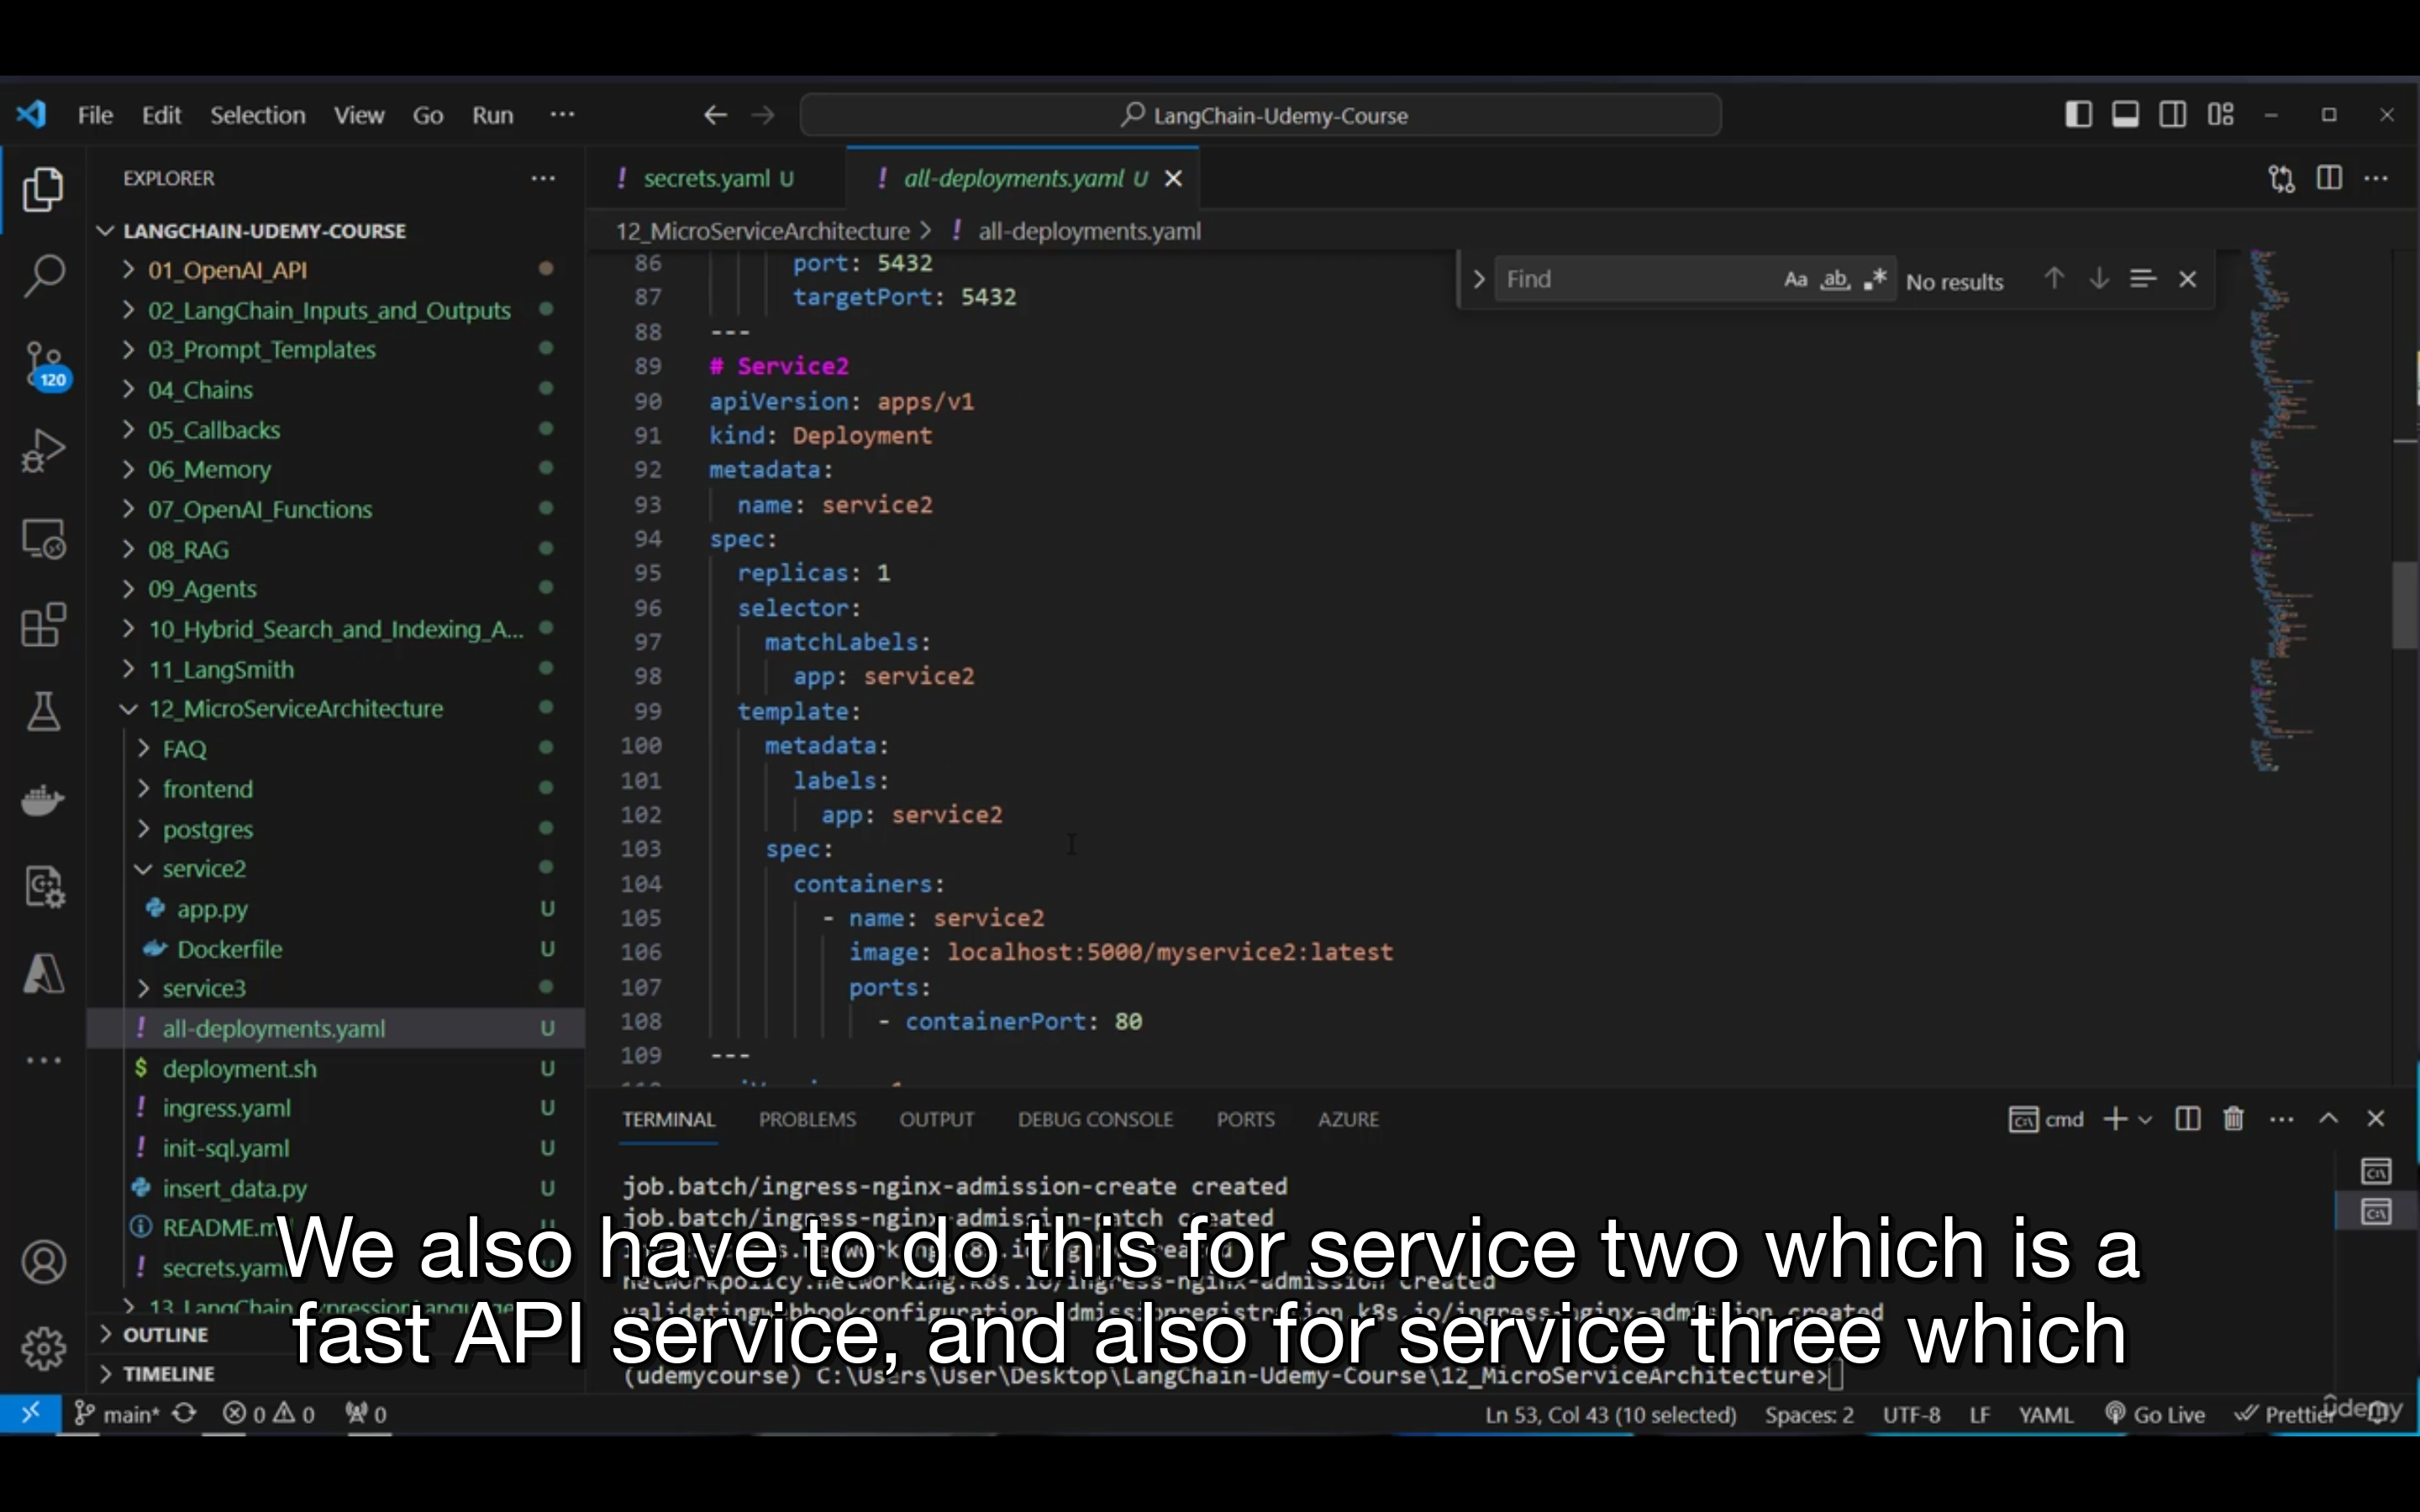 File Edit Selection View Go Run ...
LangChain-Udemy-Course
EXPLORER
LANGCHAIN-UDEMY-COURSE
01_OpenAI_API
02_LangChain_Inputs_and_Outputs
03_Prompt_Templates
04_Chains
05_Callbacks
06_Memory
07_OpenAI_Functions
08_RAG
09_Agents
10_Hybrid_Search_and_Indexing_A...
11_LangSmith
12_MicroServiceArchitecture
FAQ
frontend
postgres
service2
app.py U
Dockerfile U
service3
all-deployments.yaml U
deployment.sh U
ingress.yaml U
init-sql.yaml U
insert_data.py U
README.m
secrets.yaml
OUTLINE
TIMELINE
120
! secrets.yaml U
! all-deployments.yaml U
12_MicroServiceArchitecture > ! all-deployments.yaml
Find Aa ab .* No results
86 port: 5432
87 targetPort: 5432
88 ---
89 # Service2
90 apiVersion: apps/v1
91 kind: Deployment
92 metadata:
93 name: service2
94 spec:
95 replicas: 1
96 selector:
97 matchLabels:
98 app: service2
99 template:
100 metadata:
101 labels:
102 app: service2
103 spec:
104 containers:
105 - name: service2
106 image: localhost:5000/myservice2:latest
107 ports:
108 - containerPort: 80
109 ---
TERMINAL PROBLEMS OUTPUT DEBUG CONSOLE PORTS AZURE
cmd
job.batch/ingress-nginx-admission-create created
job.batch/ingress-nginx-admission-patch created
networkpolicy.networking.k8s.io/ingress-nginx-admission created
(udemycourse) C:\Users\User\Desktop\LangChain-Udemy-Course\12_MicroServiceArchitecture>
We also have to do this for service two which is a
fast API service, and also for service three which
main* 0 0 0
Ln 53, Col 43 (10 selected) Spaces: 2 UTF-8 LF YAML Go Live Prettier
ûdemy